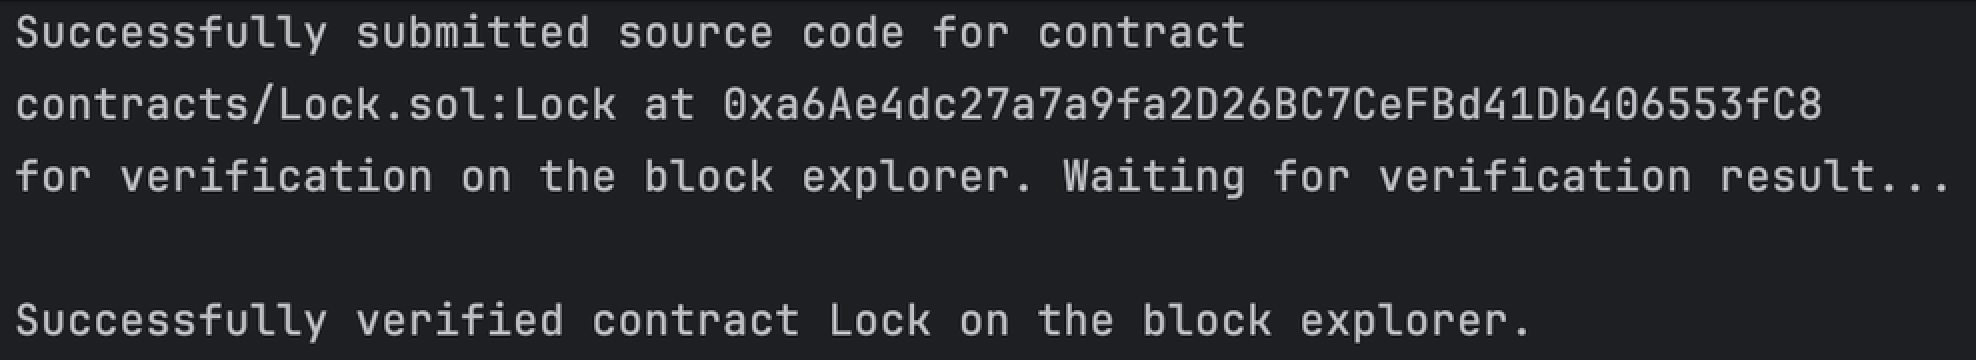 Successfully submitted source code for contract
contracts/Lock.sol:Lock at 0xa6Ae4dc27a7a9fa2D26BC7CeFBd41Db406553fC8
for verification on the block explorer. Waiting for verification result...
Successfully verified contract Lock on the block explorer.